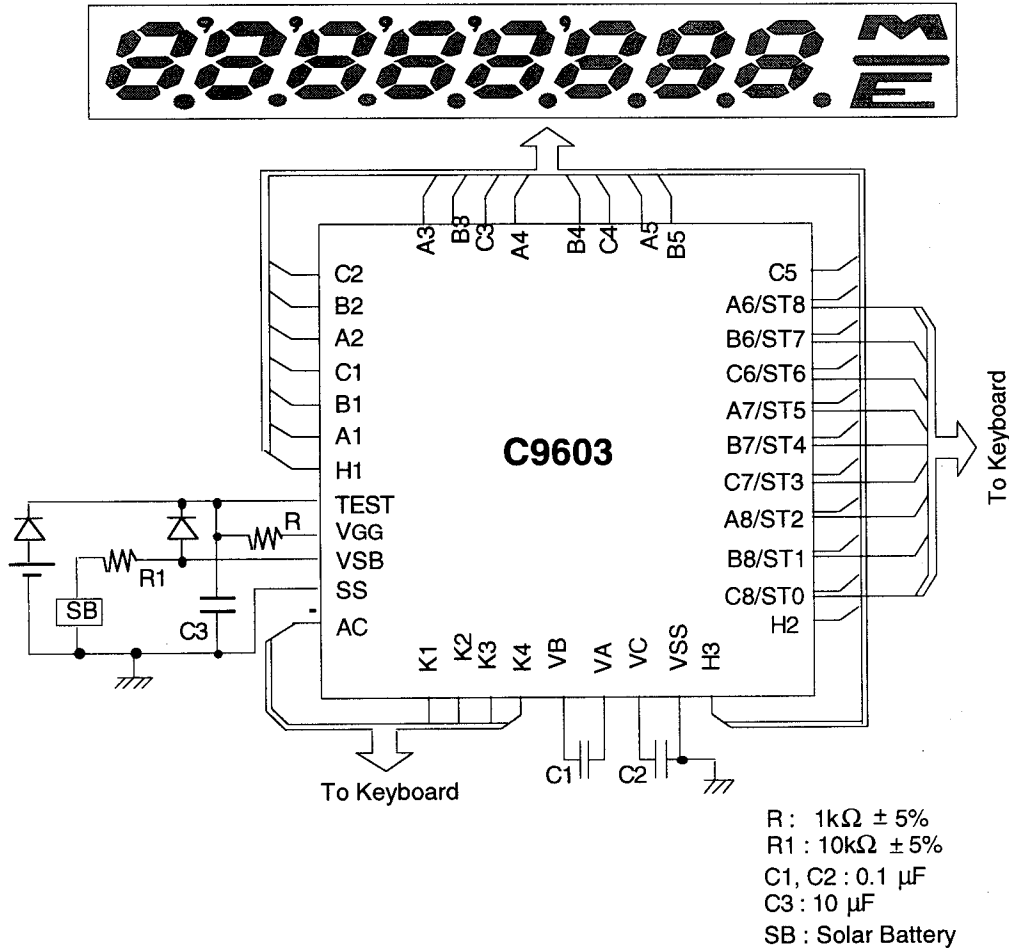 M
E
A3 B3 C3 A4 B4 C4 A5 B5
C2
B2
A2
C1
B1
A1
H1
TEST
VGG
VSB
SS
AC
C9603
C5
A6/ST8
B6/ST7
C6/ST6
A7/ST5
B7/ST4
C7/ST3
A8/ST2
B8/ST1
C8/ST0
H2
To Keyboard
R
R1
SB
C3
K1 K2 K3 K4 VB VA VC VSS H3
C1
C2
To Keyboard
R : 1kΩ ± 5%
R1 : 10kΩ ± 5%
C1, C2 : 0.1 µF
C3 : 10 µF
SB : Solar Battery